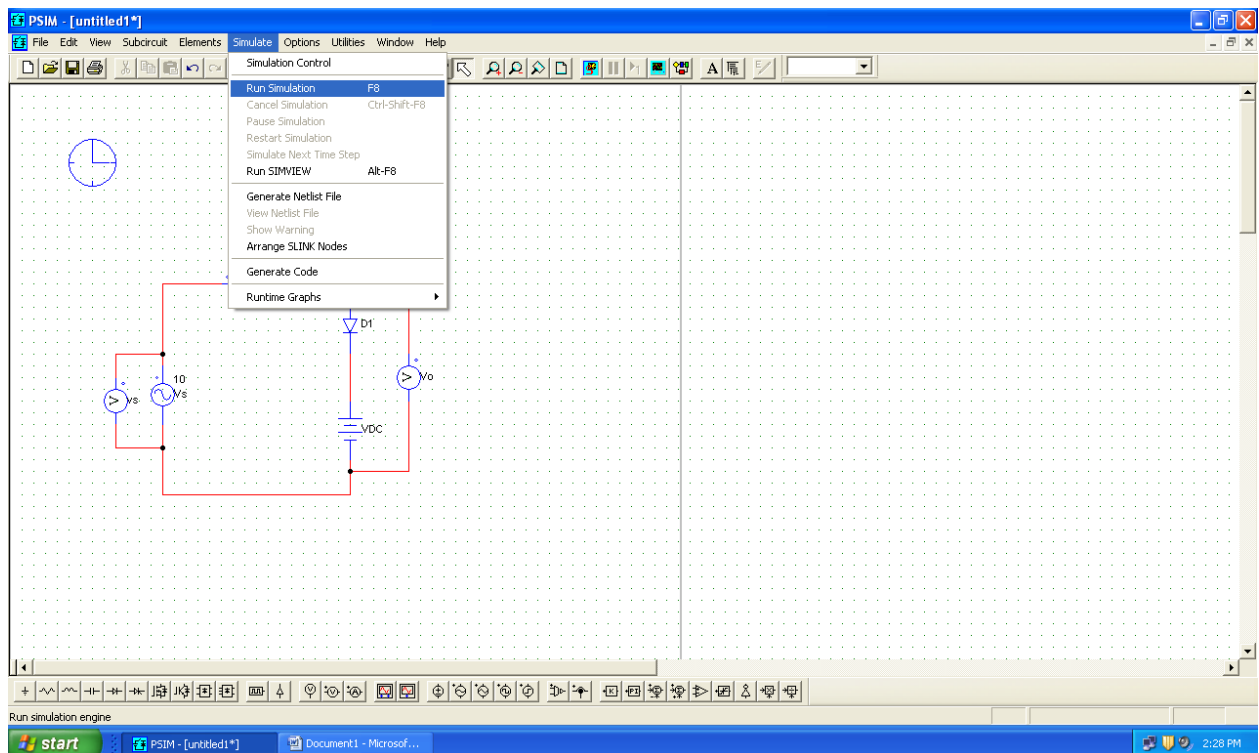 PSIM - [untitled1*]
File Edit View Subcircuit Elements Simulate Options Utilities Window Help
Simulation Control
Run Simulation F8
Cancel Simulation Ctrl-Shift-F8
Pause Simulation
Restart Simulation
Simulate Next Time Step
Run SIMVIEW Alt-F8
Generate Netlist File
View Netlist File
Show Warning
Arrange SLINK Nodes
Generate Code
Runtime Graphs
D1
10
Vs
vs
V
V
Vo
VDC
Run simulation engine
start
PSIM - [untitled1*]
Document1 - Microsof...
2:28 PM